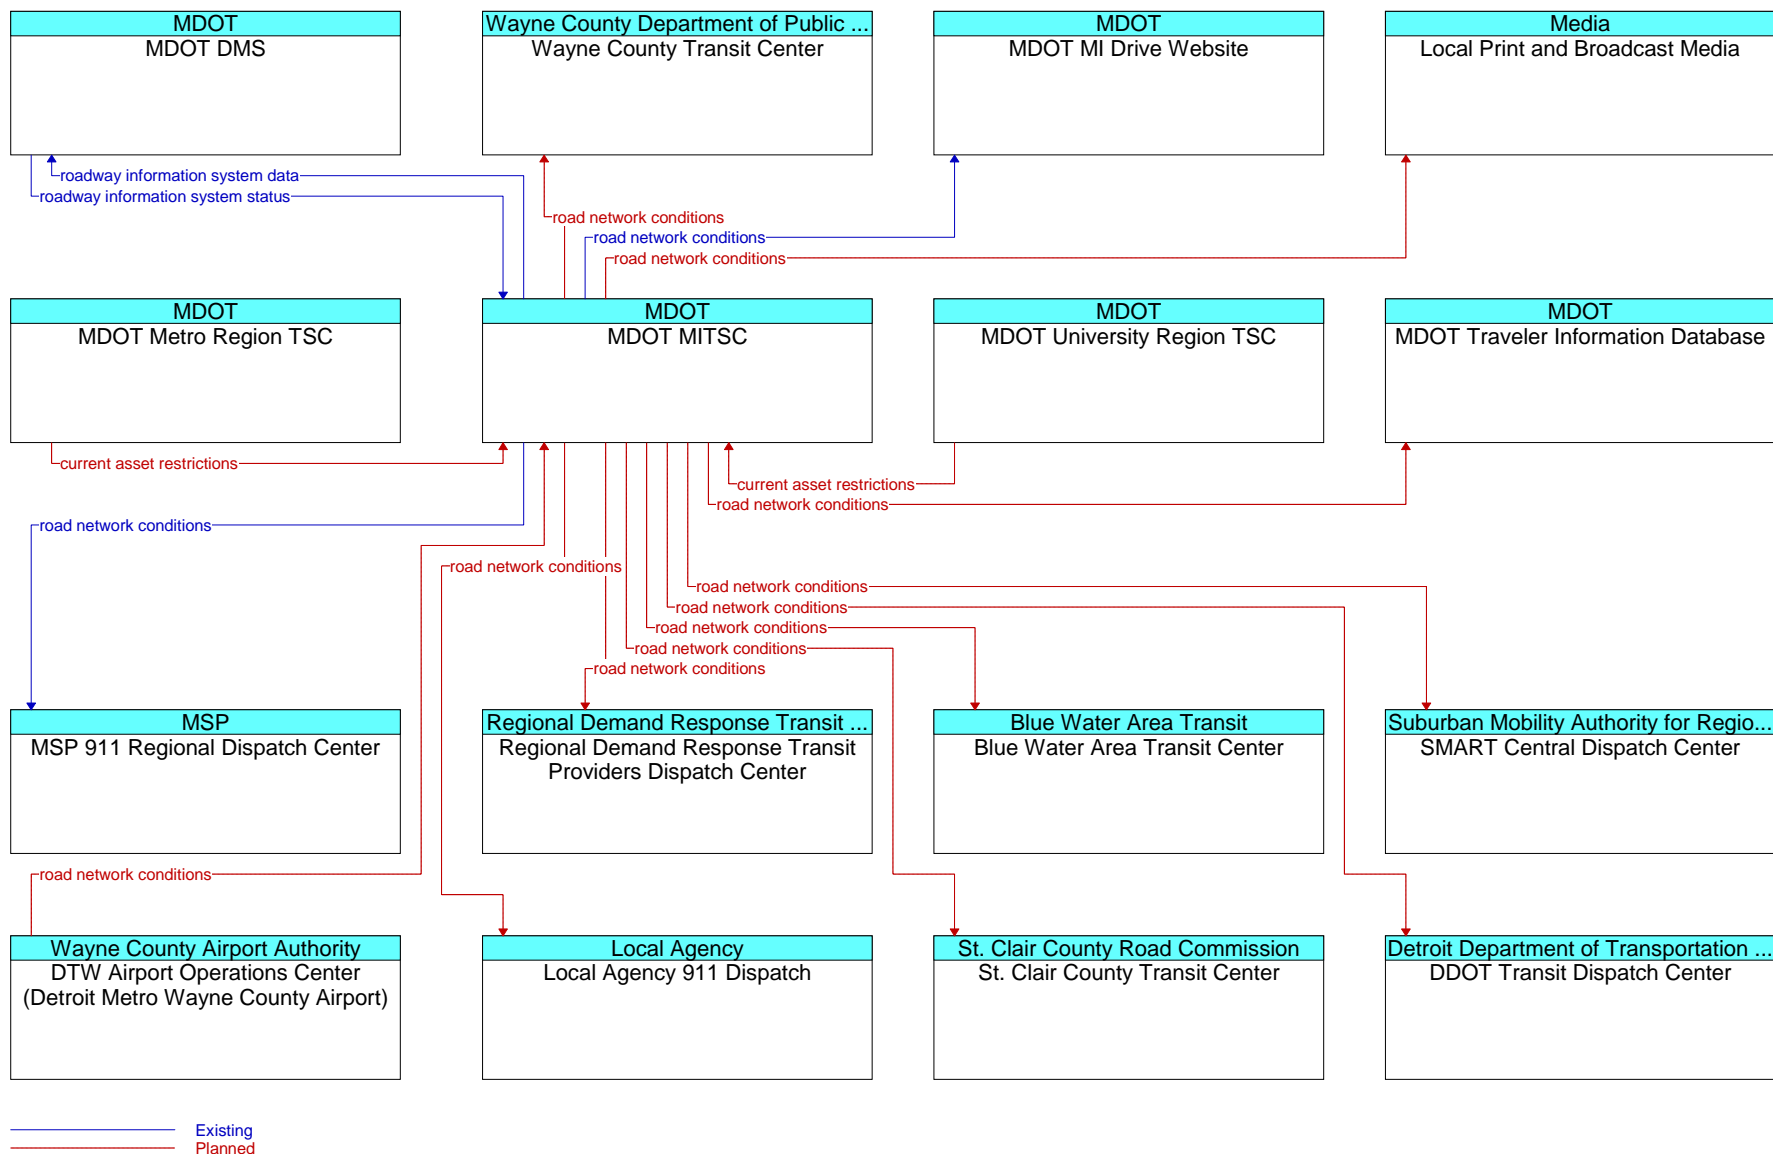 MDOT
MDOT DMS
Wayne County Department of Public ...
Wayne County Transit Center
MDOT
MDOT MI Drive Website
Media
Local Print and Broadcast Media
roadway information system data
roadway information system status
road network conditions
road network conditions
road network conditions
MDOT
MDOT Metro Region TSC
MDOT
MDOT MITSC
MDOT
MDOT University Region TSC
MDOT
MDOT Traveler Information Database
current asset restrictions
current asset restrictions
road network conditions
road network conditions
road network conditions
road network conditions
road network conditions
road network conditions
road network conditions
road network conditions
MSP
MSP 911 Regional Dispatch Center
Regional Demand Response Transit ...
Regional Demand Response Transit
Providers Dispatch Center
Blue Water Area Transit
Blue Water Area Transit Center
Suburban Mobility Authority for Regio...
SMART Central Dispatch Center
road network conditions
Wayne County Airport Authority
DTW Airport Operations Center
(Detroit Metro Wayne County Airport)
Local Agency
Local Agency 911 Dispatch
St. Clair County Road Commission
St. Clair County Transit Center
Detroit Department of Transportation ...
DDOT Transit Dispatch Center
Existing
Planned